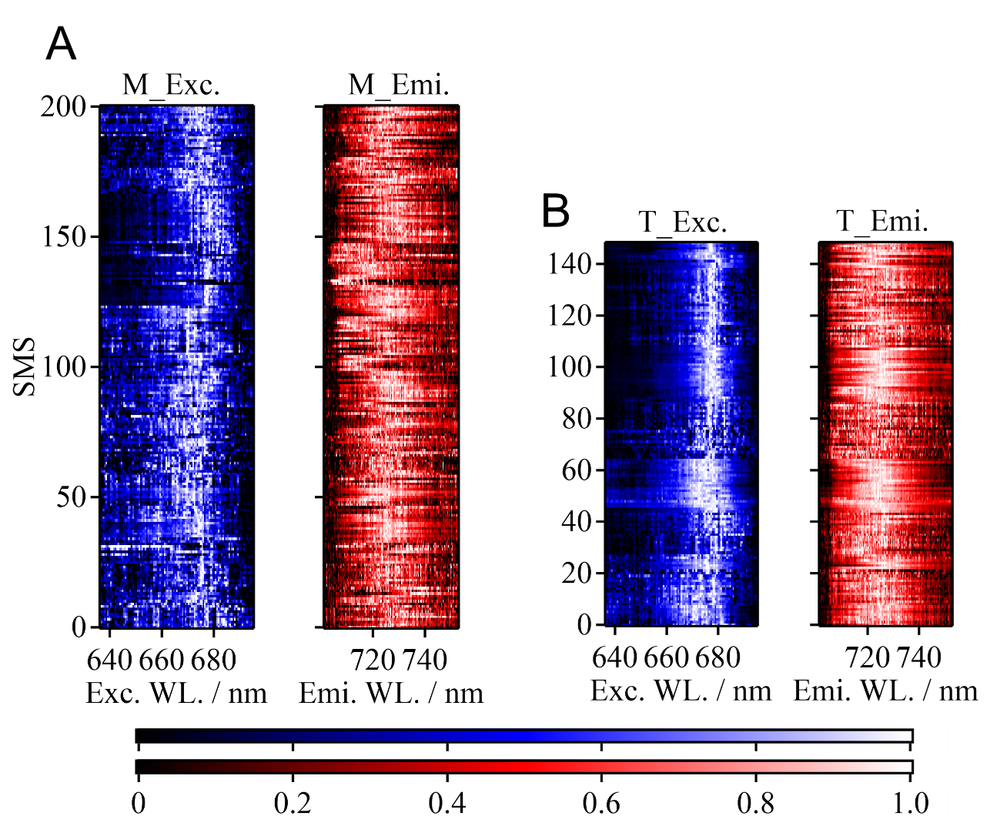 A
M_Exc.
M_Emi.
200
150
100
50
0
SMS
640 660 680
Exc. WL. / nm
720 740
Emi. WL. / nm
B
T_Exc.
T_Emi.
140
120
100
80
60
40
20
0
640 660 680
Exc. WL. / nm
720 740
Emi. WL. / nm
0 0.2 0.4 0.6 0.8 1.0